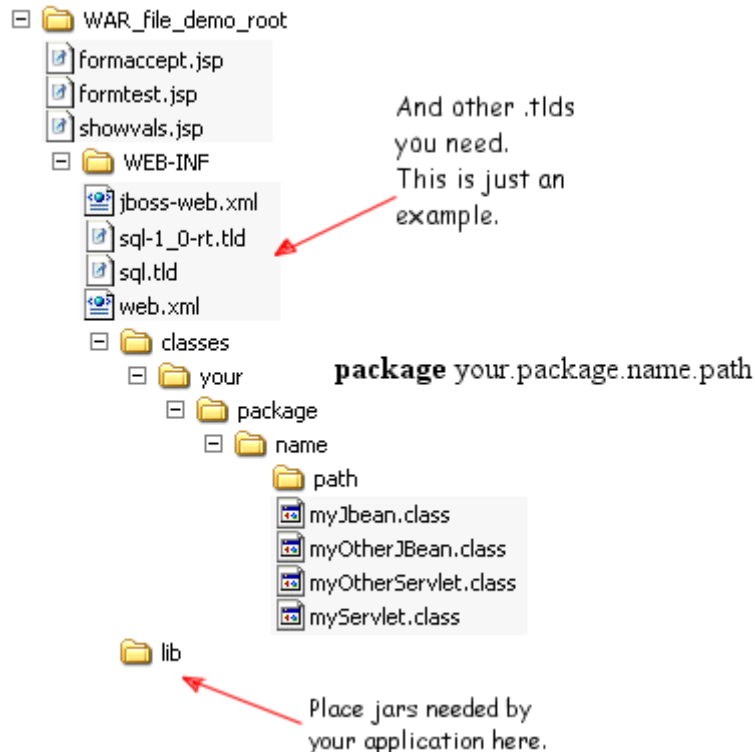 WAR_file_demo_root
formaccept.jsp
formtest.jsp
showvals.jsp
WEB-INF
jboss-web.xml
sql-1_0-rt.tld
sql.tld
web.xml
And other .tlds
you need.
This is just an
example.
classes
your
package your.package.name.path
package
name
path
myJbean.class
myOtherJBean.class
myOtherServlet.class
myServlet.class
lib
Place jars needed by
your application here.